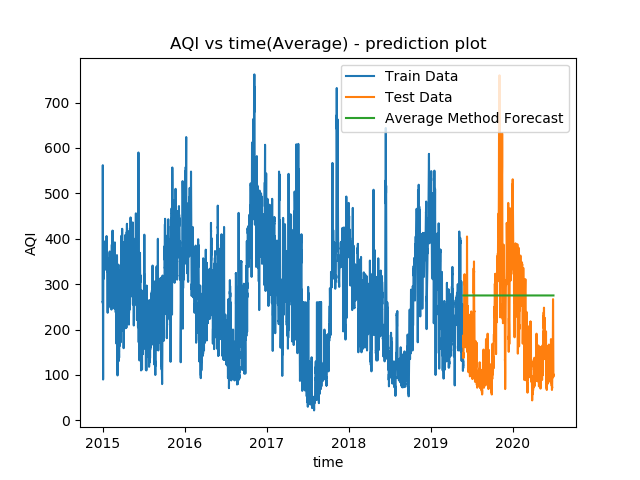 AQI vs time(Average) - prediction plot
Train Data
Test Data
Average Method Forecast
AQI
700
600
500
400
300
200
100
0
2015 2016 2017 2018 2019 2020
time